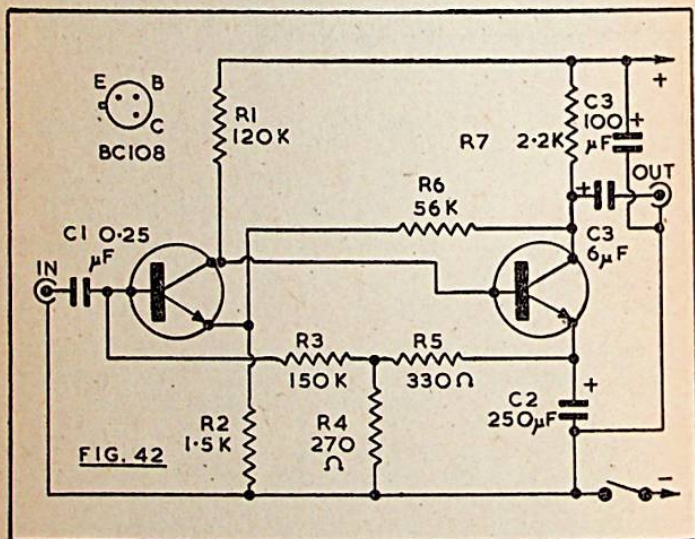 E B
C
BC108
R1
120K
R7
2.2K
C3
100 +
μF
+
OUT
R6
56K
+
C3
6μF
C1 0.25
μF
IN
R3
150K
R5
330Ω
+
C2
250μF
R2
1.5K
R4
270
Ω
FIG. 42
-